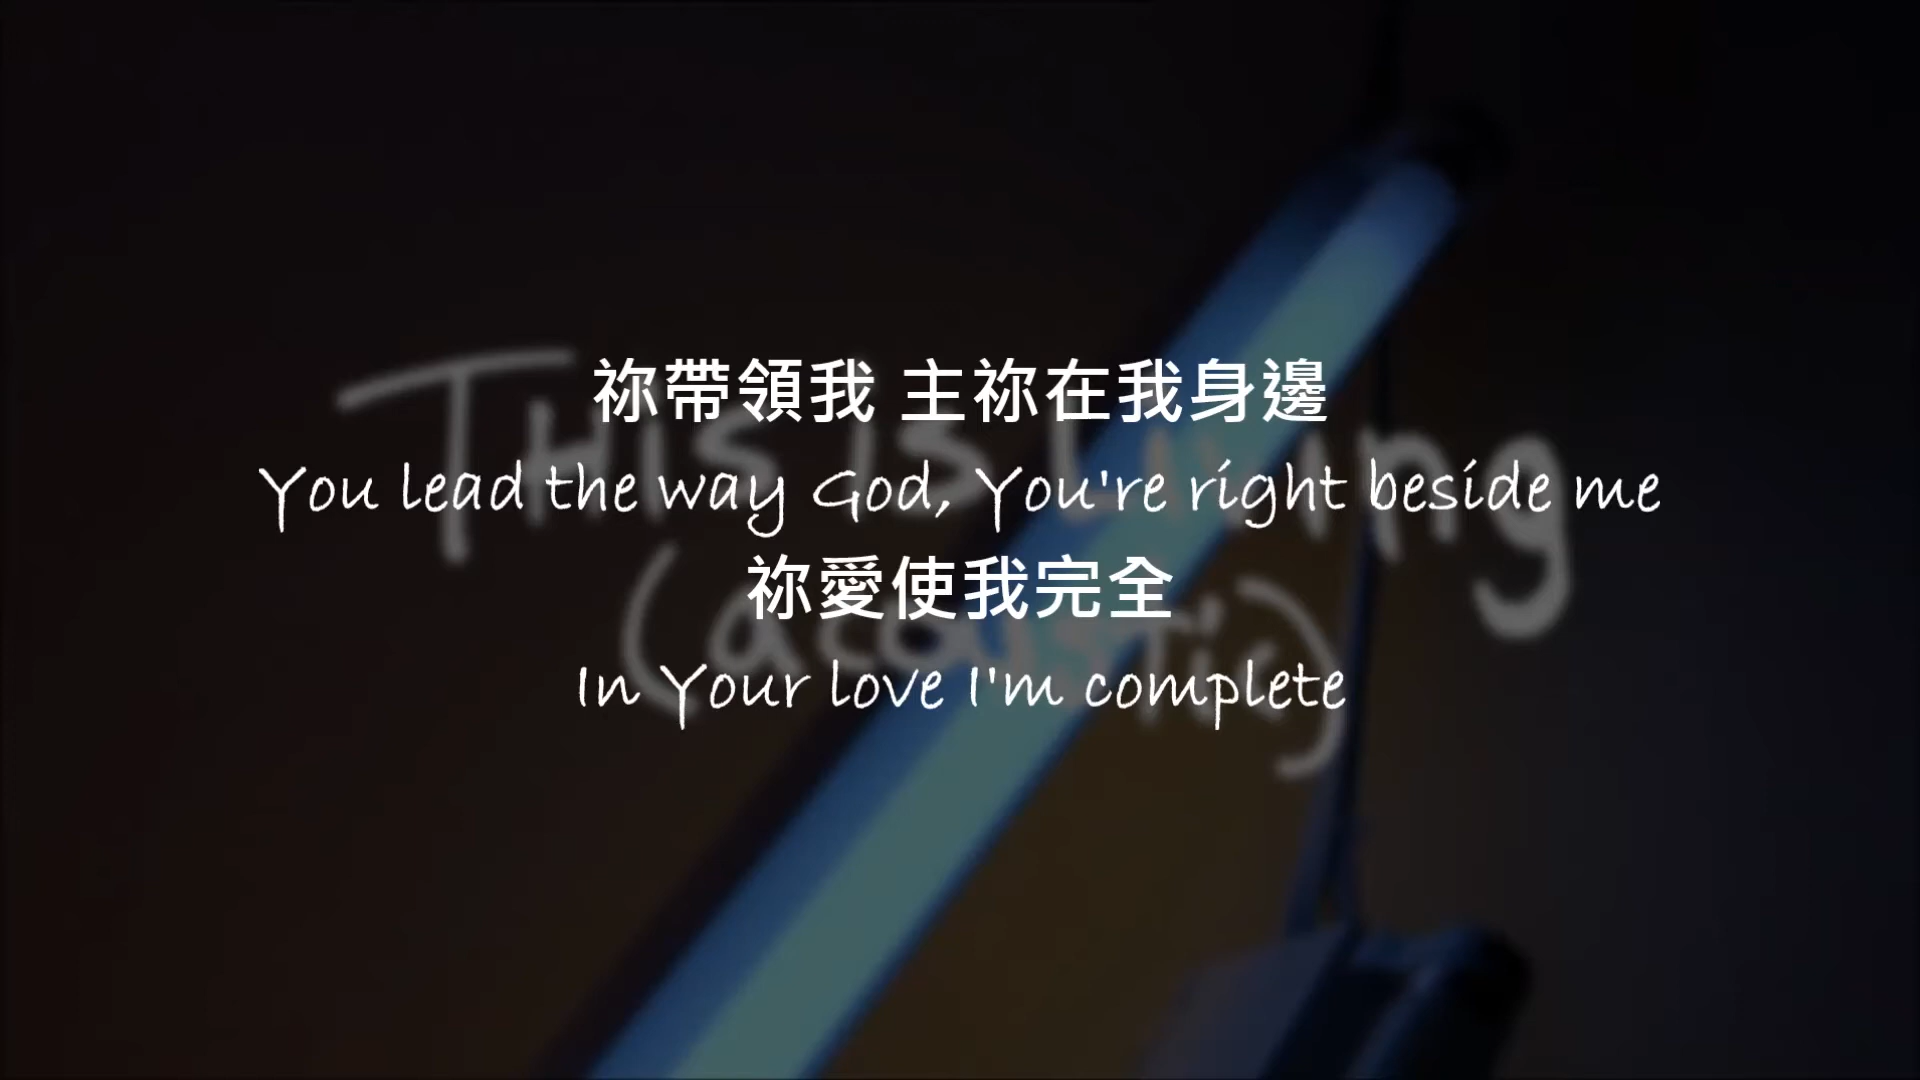 祢帶領我 主祢在我身邊
You lead the way God, You're right beside me
祢愛使我完全
In Your love I'm complete
THIS IS Living
(acoustic)